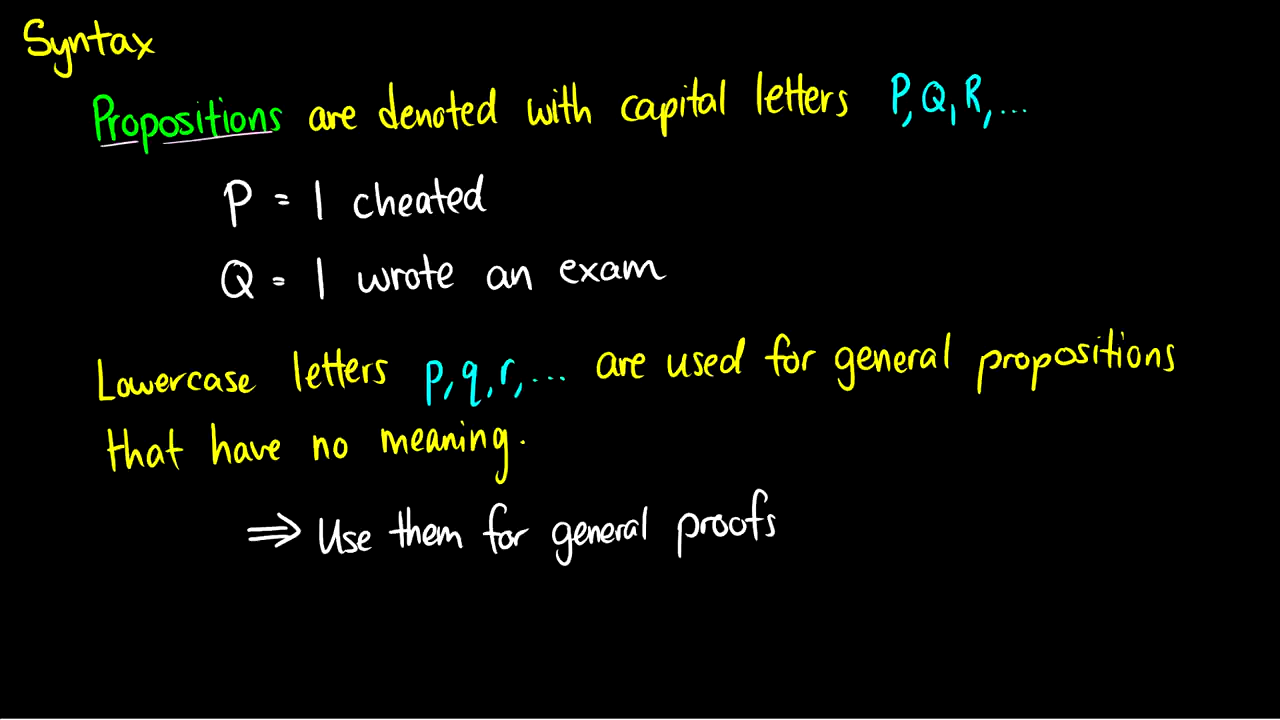 Syntax
Propositions are denoted with capital letters P, Q, R, ...
P = I cheated
Q = I wrote an exam
Lowercase letters p, q, r, ... are used for general propositions
that have no meaning.
⇒ Use them for general proofs